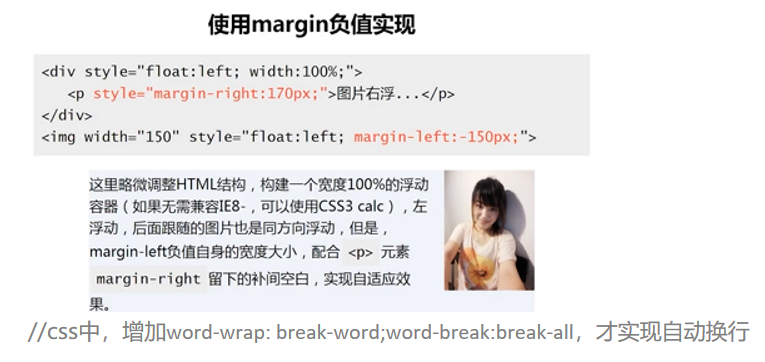 使用margin负值实现
<div style="float:left; width:100%;">
<p style="margin-right:170px;">图片右浮...</p>
</div>
<img width="150" style="float:left; margin-left:-150px;">
这里略微调整HTML结构，构建一个宽度100%的浮动
容器（如果无需兼容IE8-，可以使用CSS3 calc），左
浮动，后面跟随的图片也是同方向浮动，但是，
margin-left负值自身的宽度大小，配合 <p> 元素
margin-right 留下的补间空白，实现自适应效
果。
//css中，增加word-wrap: break-word;word-break:break-all，才实现自动换行